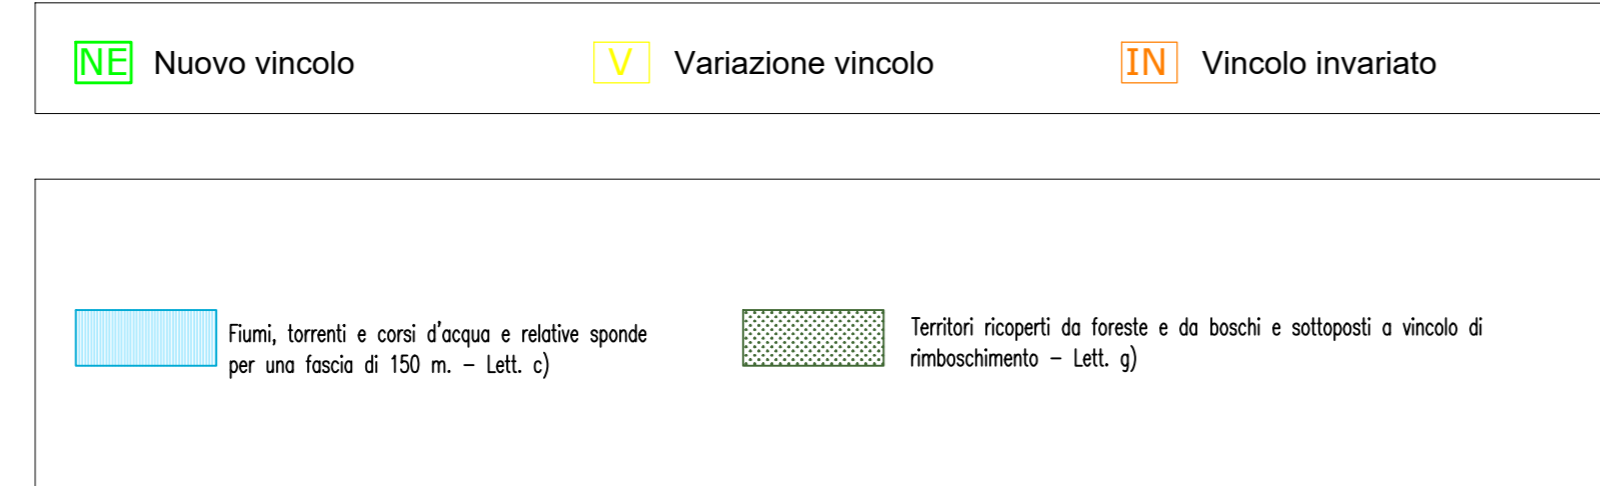 NE Nuovo vincolo V Variazione vincolo IN Vincolo invariato
Fiumi, torrenti e corsi d'acqua e relative sponde
per una fascia di 150 m. – Lett. c)
Territori ricoperti da foreste e da boschi e sottoposti a vincolo di
rimboschimento – Lett. g)